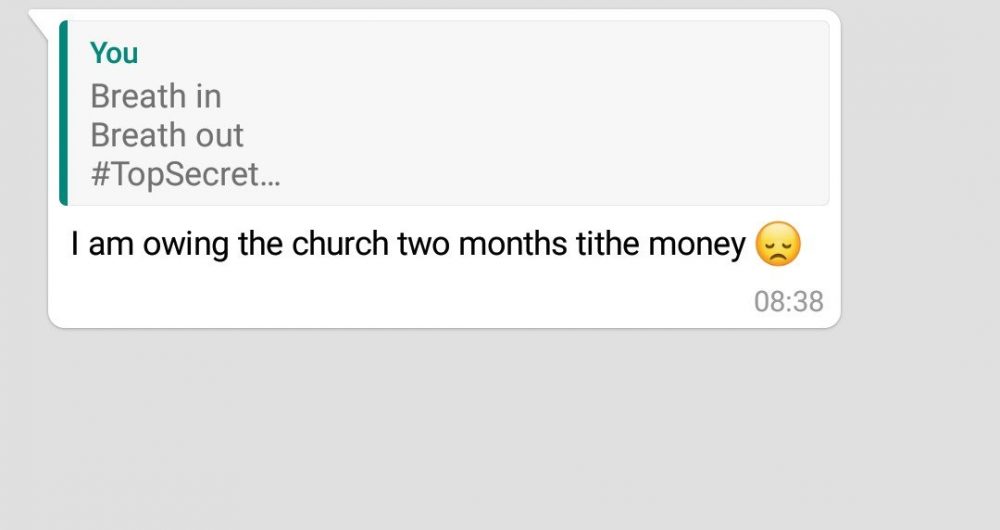 You
Breath in
Breath out
#TopSecret...
I am owing the church two months tithe money 😞
08:38